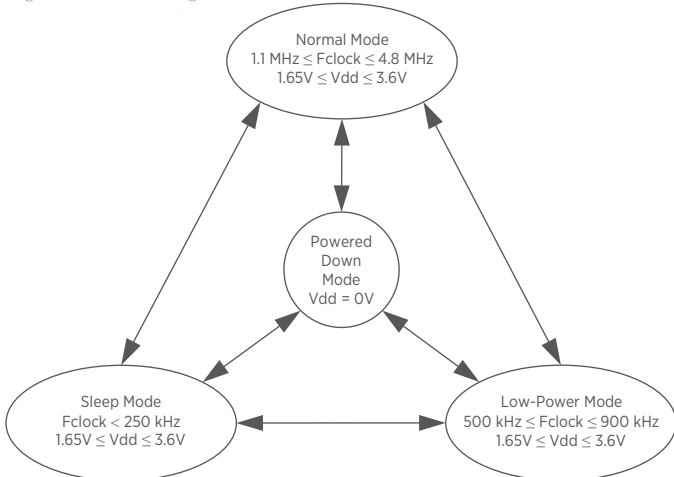 Normal Mode
1.1 MHz ≤ Fclock ≤ 4.8 MHz
1.65V ≤ Vdd ≤ 3.6V
Powered
Down
Mode
Vdd = 0V
Sleep Mode
Fclock < 250 kHz
1.65V ≤ Vdd ≤ 3.6V
Low-Power Mode
500 kHz ≤ Fclock ≤ 900 kHz
1.65V ≤ Vdd ≤ 3.6V